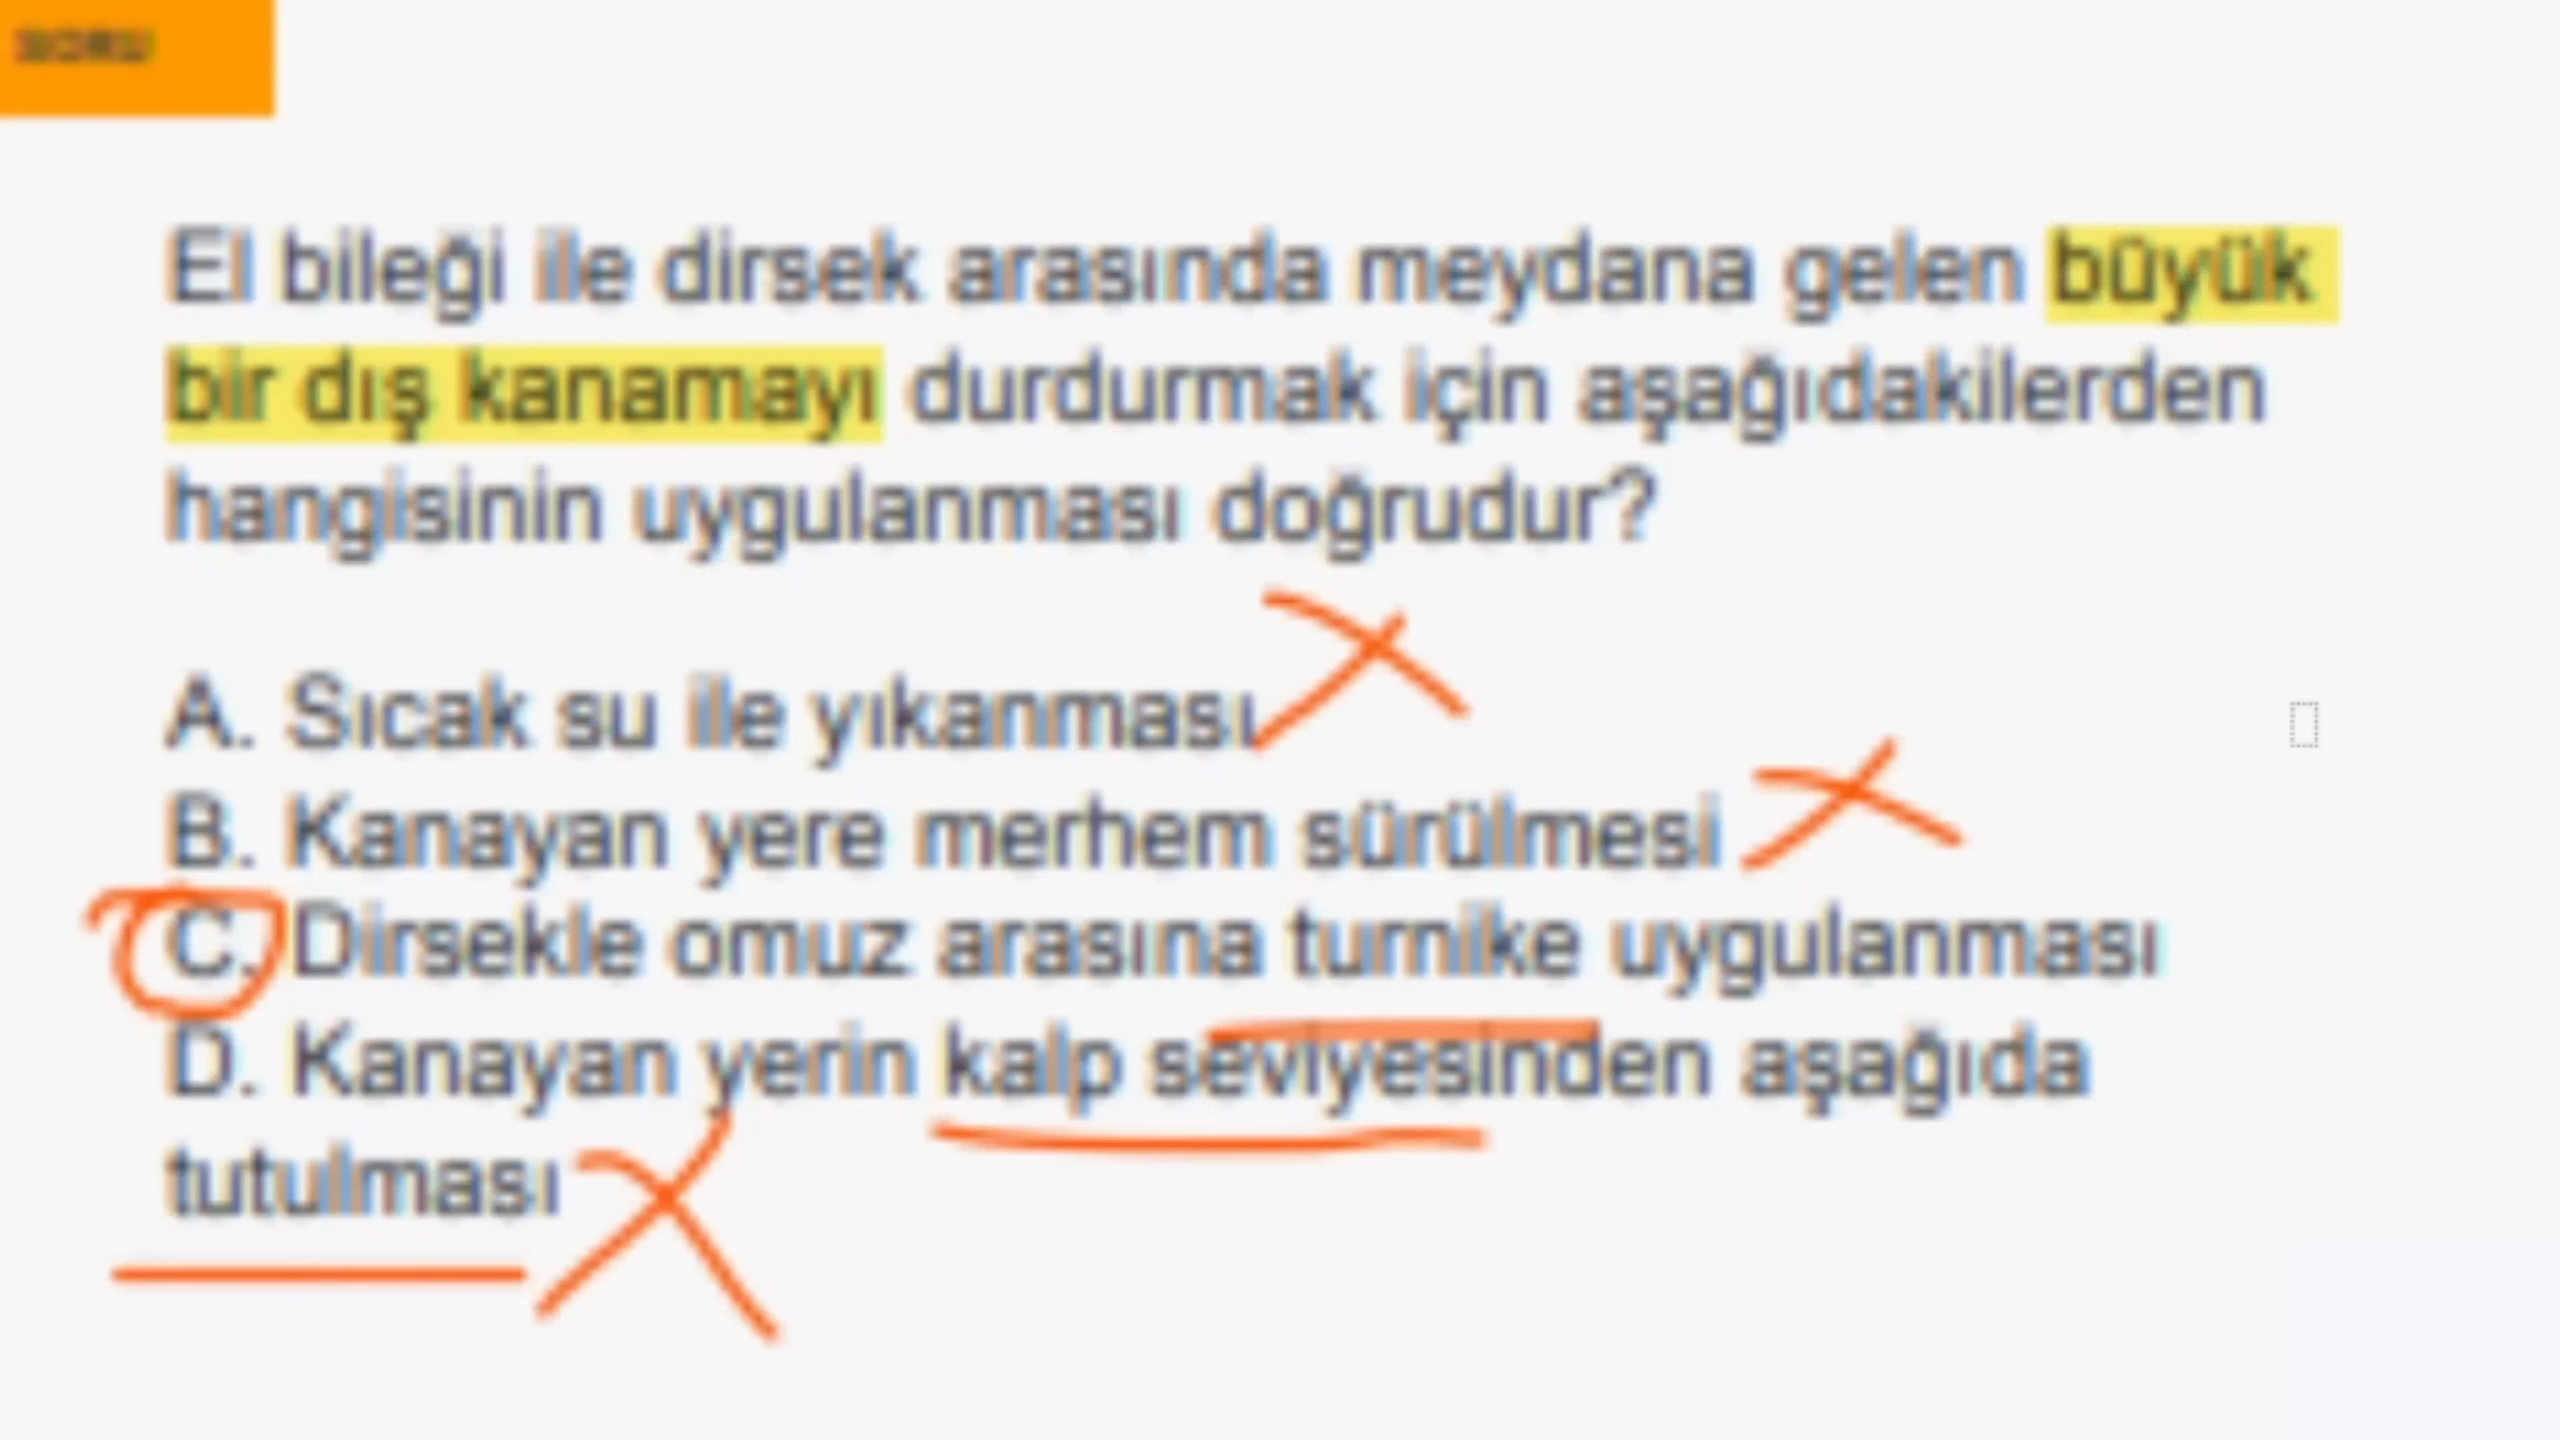 SORU
El bileği ile dirsek arasında meydana gelen büyük
bir dış kanamayı durdurmak için aşağıdakilerden
hangisinin uygulanması doğrudur?
A. Sıcak su ile yıkanması
B. Kanayan yere merhem sürülmesi
C. Dirsekle omuz arasına turnike uygulanması
D. Kanayan yerin kalp seviyesinden aşağıda
tutulması